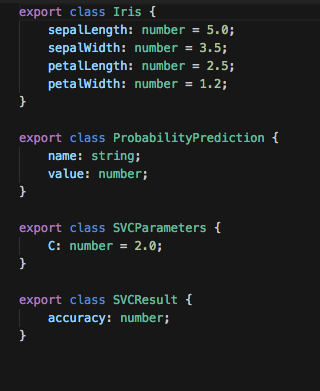 export class Iris {
    sepalLength: number = 5.0;
    sepalWidth: number = 3.5;
    petalLength: number = 2.5;
    petalWidth: number = 1.2;
}

export class ProbabilityPrediction {
    name: string;
    value: number;
}

export class SVCParameters {
    C: number = 2.0;
}

export class SVCResult {
    accuracy: number;
}